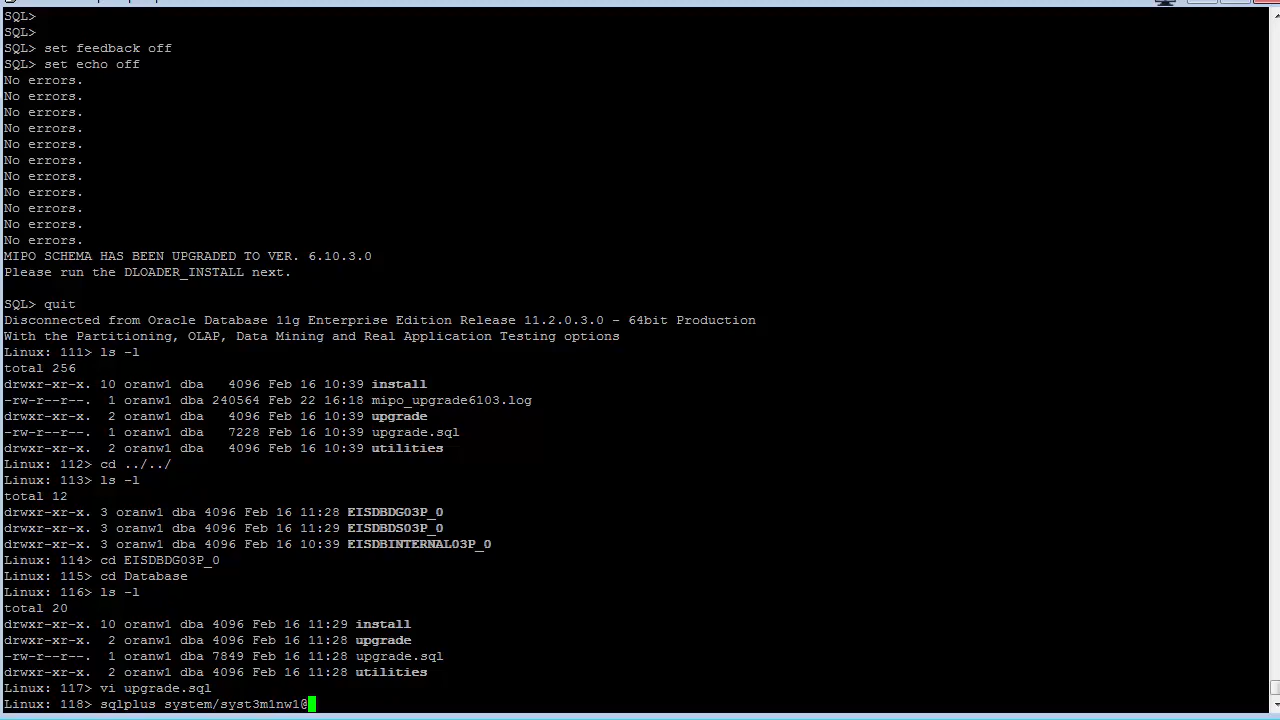 SQL>
SQL>
SQL> set feedback off
SQL> set echo off
No errors.
No errors.
No errors.
No errors.
No errors.
No errors.
No errors.
No errors.
No errors.
No errors.
No errors.
MIPO SCHEMA HAS BEEN UPGRADED TO VER. 6.10.3.0
Please run the DLOADER_INSTALL next.
SQL> quit
Disconnected from Oracle Database 11g Enterprise Edition Release 11.2.0.3.0 - 64bit Production
With the Partitioning, OLAP, Data Mining and Real Application Testing options
Linux: 111> ls -l
total 256
drwxr-xr-x. 10 oranw1 dba   4096 Feb 16 10:39 install
-rw-r--r--.  1 oranw1 dba 240564 Feb 22 16:18 mipo_upgrade6103.log
drwxr-xr-x.  2 oranw1 dba   4096 Feb 16 10:39 upgrade
-rw-r--r--.  1 oranw1 dba   7228 Feb 16 10:39 upgrade.sql
drwxr-xr-x.  2 oranw1 dba   4096 Feb 16 10:39 utilities
Linux: 112> cd ../../
Linux: 113> ls -l
total 12
drwxr-xr-x. 3 oranw1 dba 4096 Feb 16 11:28 EISDBDG03P_0
drwxr-xr-x. 3 oranw1 dba 4096 Feb 16 11:29 EISDBDS03P_0
drwxr-xr-x. 3 oranw1 dba 4096 Feb 16 10:39 EISDBINTERNAL03P_0
Linux: 114> cd EISDBDG03P_0
Linux: 115> cd Database
Linux: 116> ls -l
total 20
drwxr-xr-x. 10 oranw1 dba 4096 Feb 16 11:29 install
drwxr-xr-x.  2 oranw1 dba 4096 Feb 16 11:28 upgrade
-rw-r--r--.  1 oranw1 dba 7849 Feb 16 11:28 upgrade.sql
drwxr-xr-x.  2 oranw1 dba 4096 Feb 16 11:28 utilities
Linux: 117> vi upgrade.sql
Linux: 118> sqlplus system/syst3m1nw1@